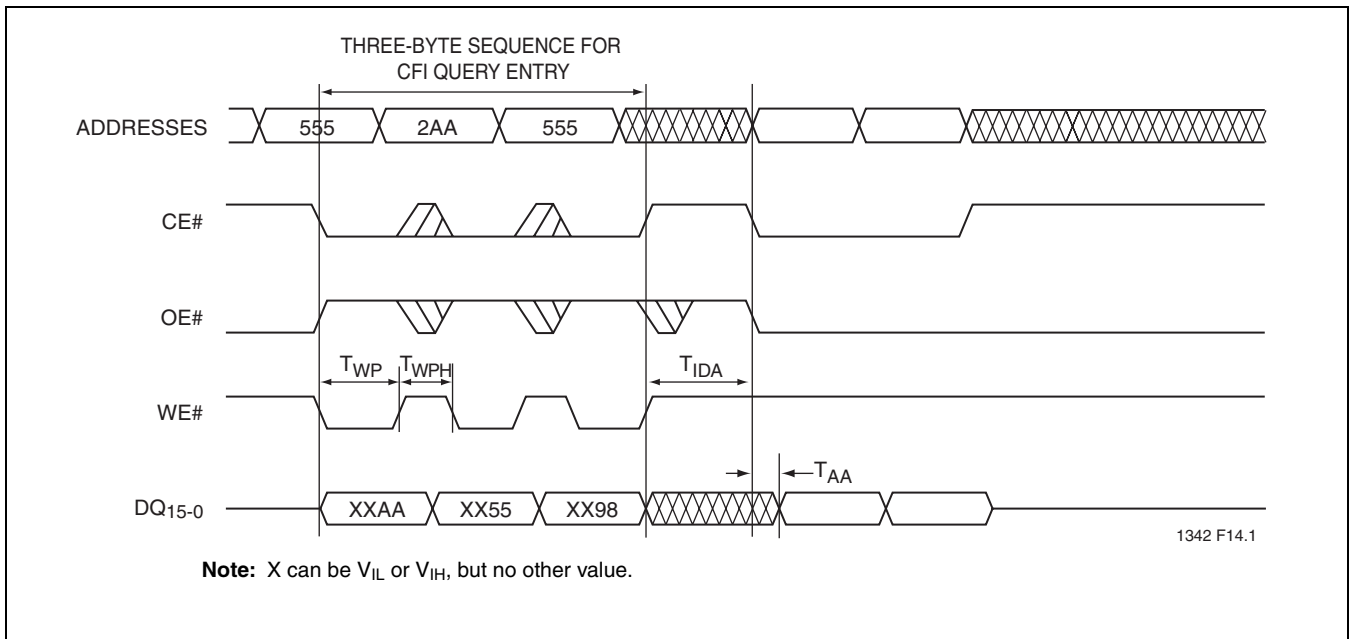 THREE-BYTE SEQUENCE FOR
CFI QUERY ENTRY
ADDRESSES 555 2AA 555
CE#
OE#
TWP TWPH TIDA
WE#
TAA
DQ15-0 XXAA XX55 XX98
1342 F14.1
Note: X can be VIL or VIH, but no other value.